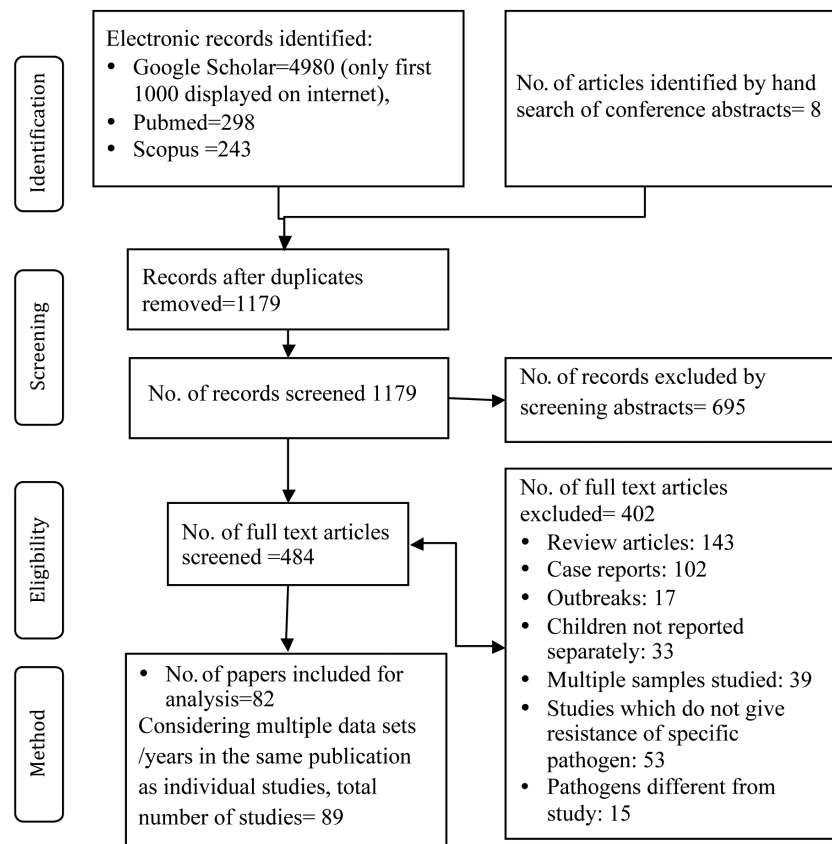 Identification
Electronic records identified:
• Google Scholar=4980 (only first
1000 displayed on internet),
• Pubmed=298
• Scopus =243
No. of articles identified by hand
search of conference abstracts= 8
Screening
Records after duplicates
removed=1179
No. of records screened 1179
No. of records excluded by
screening abstracts= 695
Eligibility
No. of full text articles
screened =484
No. of full text articles
excluded= 402
• Review articles: 143
• Case reports: 102
• Outbreaks: 17
• Children not reported
separately: 33
• Multiple samples studied: 39
• Studies which do not give
resistance of specific
pathogen: 53
• Pathogens different from
study: 15
Method
• No. of papers included for
analysis=82
Considering multiple data sets
/years in the same publication
as individual studies, total
number of studies= 89